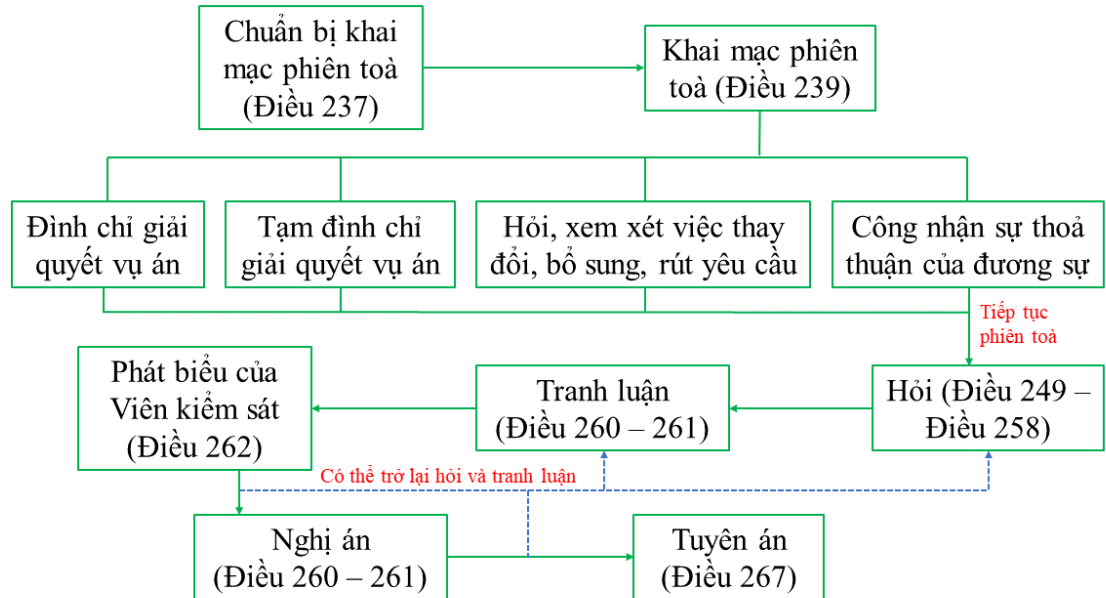 Chuẩn bị khai
mạc phiên toà
(Điều 237)
Khai mạc phiên
toà (Điều 239)
Đình chỉ giải
quyết vụ án
Tạm đình chỉ
giải quyết vụ án
Hỏi, xem xét việc thay
đổi, bổ sung, rút yêu cầu
Công nhận sự thoả
thuận của đương sự
Tiếp tục
phiên toà
Phát biểu của
Viên kiểm sát
(Điều 262)
Tranh luận
(Điều 260 – 261)
Hỏi (Điều 249 –
Điều 258)
Có thể trở lại hỏi và tranh luận
Nghị án
(Điều 260 – 261)
Tuyên án
(Điều 267)